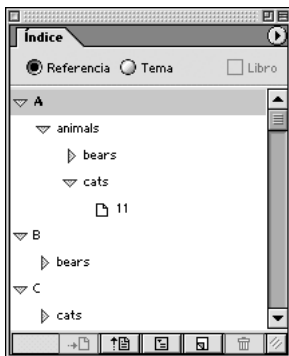 Índice
Referencia Tema Libro
A
animals
bears
cats
11
B
bears
C
cats